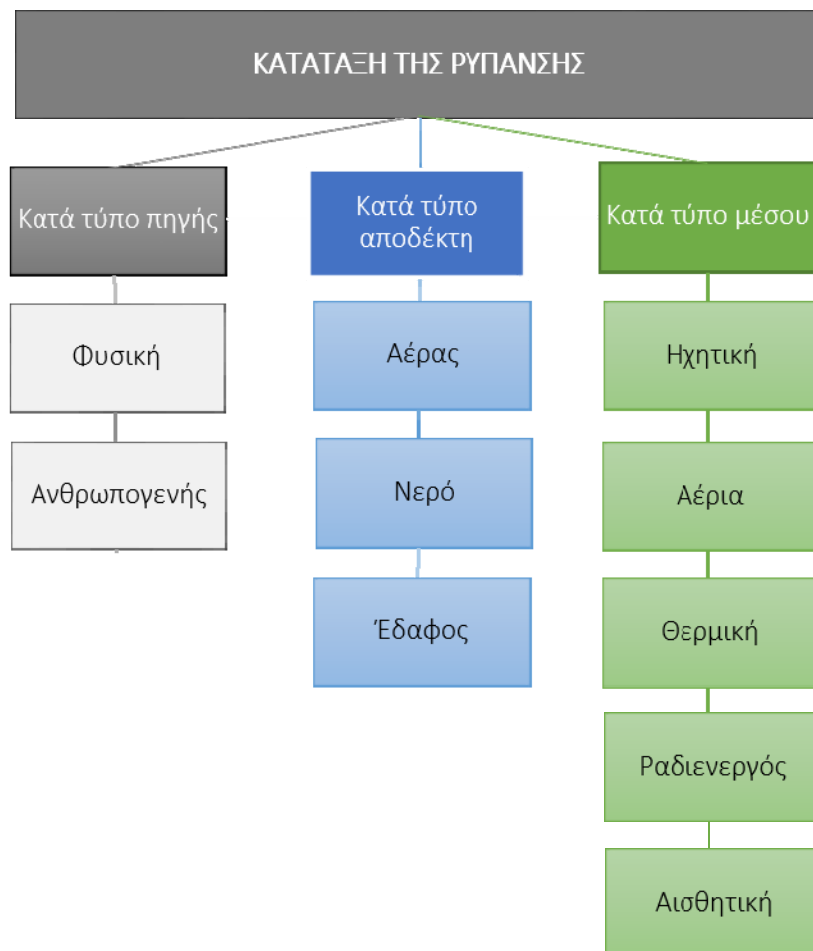 ΚΑΤΑΤΑΞΗ ΤΗΣ ΡΥΠΑΝΣΗΣ
Κατά τύπο πηγής
Φυσική
Ανθρωπογενής
Κατά τύπο
αποδέκτη
Αέρας
Νερό
Έδαφος
Κατά τύπο μέσου
Ηχητική
Αέρια
Θερμική
Ραδιενεργός
Αισθητική